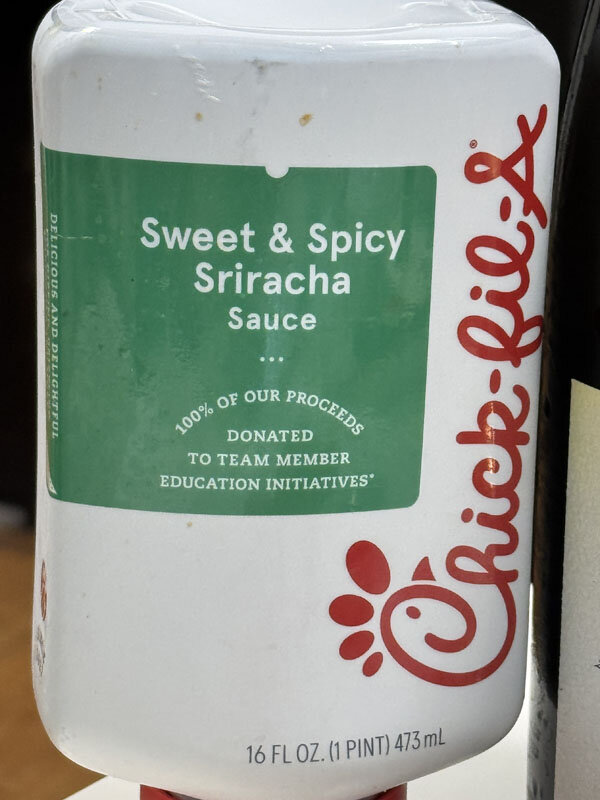 Sweet & Spicy
Sriracha
Sauce
...
100% OF OUR PROCEEDS
DONATED
TO TEAM MEMBER
EDUCATION INITIATIVES*
DELICIOUS AND DELIGHTFUL
Chick-fil-A®
16 FL OZ. (1 PINT) 473 mL